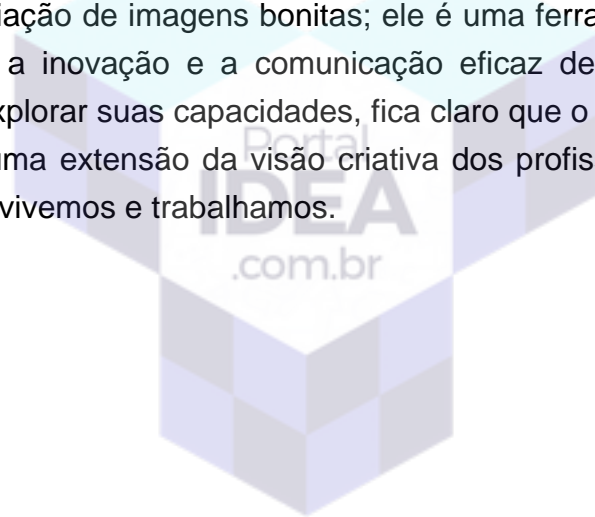 iação de imagens bonitas; ele é uma ferra
a inovação e a comunicação eficaz de
xplorar suas capacidades, fica claro que o
uma extensão da visão criativa dos profis
vivemos e trabalhamos.
Portal
IDEA
.com.br